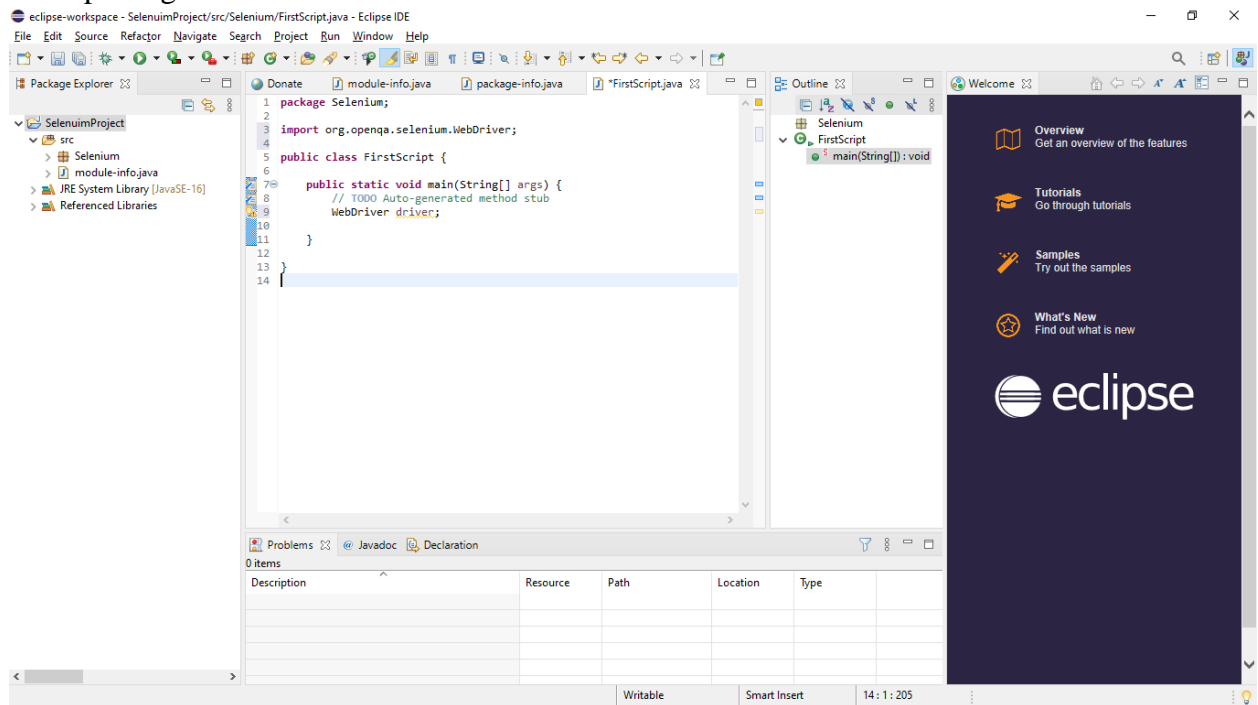 eclipse-workspace - SelenuimProject/src/Selenium/FirstScript.java - Eclipse IDE
File Edit Source Refactor Navigate Search Project Run Window Help
Package Explorer
SelenuimProject
src
Selenium
module-info.java
JRE System Library [JavaSE-16]
Referenced Libraries
Donate module-info.java package-info.java *FirstScript.java
1 package Selenium;
2
3 import org.openqa.selenium.WebDriver;
4
5 public class FirstScript {
6
7 public static void main(String[] args) {
8 // TODO Auto-generated method stub
9 WebDriver driver;
10
11 }
12
13 }
14
Outline
Selenium
FirstScript
main(String[]) : void
Welcome
Overview
Get an overview of the features
Tutorials
Go through tutorials
Samples
Try out the samples
What's New
Find out what is new
eclipse
Problems @ Javadoc Declaration
0 items
Description Resource Path Location Type
Writable Smart Insert 14 : 1 : 205